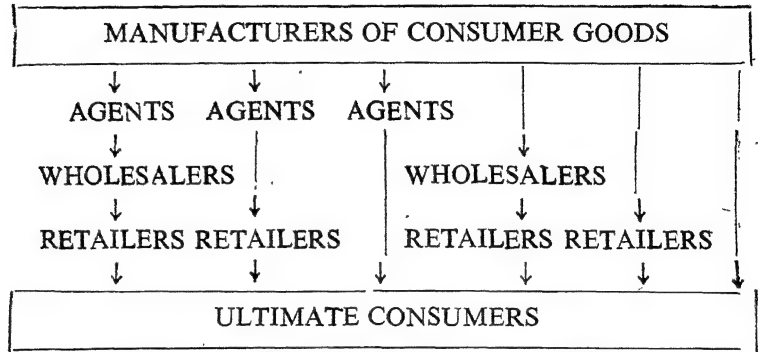 MANUFACTURERS OF CONSUMER GOODS
AGENTS AGENTS AGENTS
WHOLESALERS WHOLESALERS
RETAILERS RETAILERS RETAILERS RETAILERS
ULTIMATE CONSUMERS